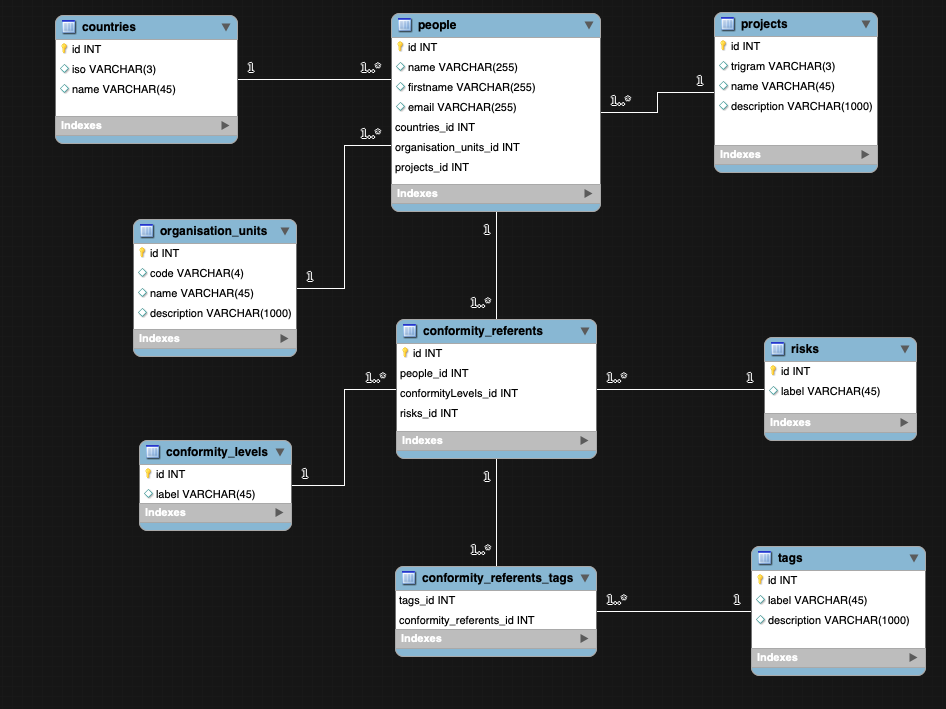 countries
id INT
iso VARCHAR(3)
name VARCHAR(45)
Indexes
people
id INT
name VARCHAR(255)
firstname VARCHAR(255)
email VARCHAR(255)
countries_id INT
organisation_units_id INT
projects_id INT
Indexes
projects
id INT
trigram VARCHAR(3)
name VARCHAR(45)
description VARCHAR(1000)
Indexes
1
1..*
1..*
1
1..*
organisation_units
id INT
code VARCHAR(4)
name VARCHAR(45)
description VARCHAR(1000)
Indexes
1
1
1..*
conformity_referents
id INT
people_id INT
conformityLevels_id INT
risks_id INT
Indexes
1..*
1..*
1
risks
id INT
label VARCHAR(45)
Indexes
conformity_levels
id INT
label VARCHAR(45)
Indexes
1
1
1..*
conformity_referents_tags
tags_id INT
conformity_referents_id INT
Indexes
1..*
1
tags
id INT
label VARCHAR(45)
description VARCHAR(1000)
Indexes